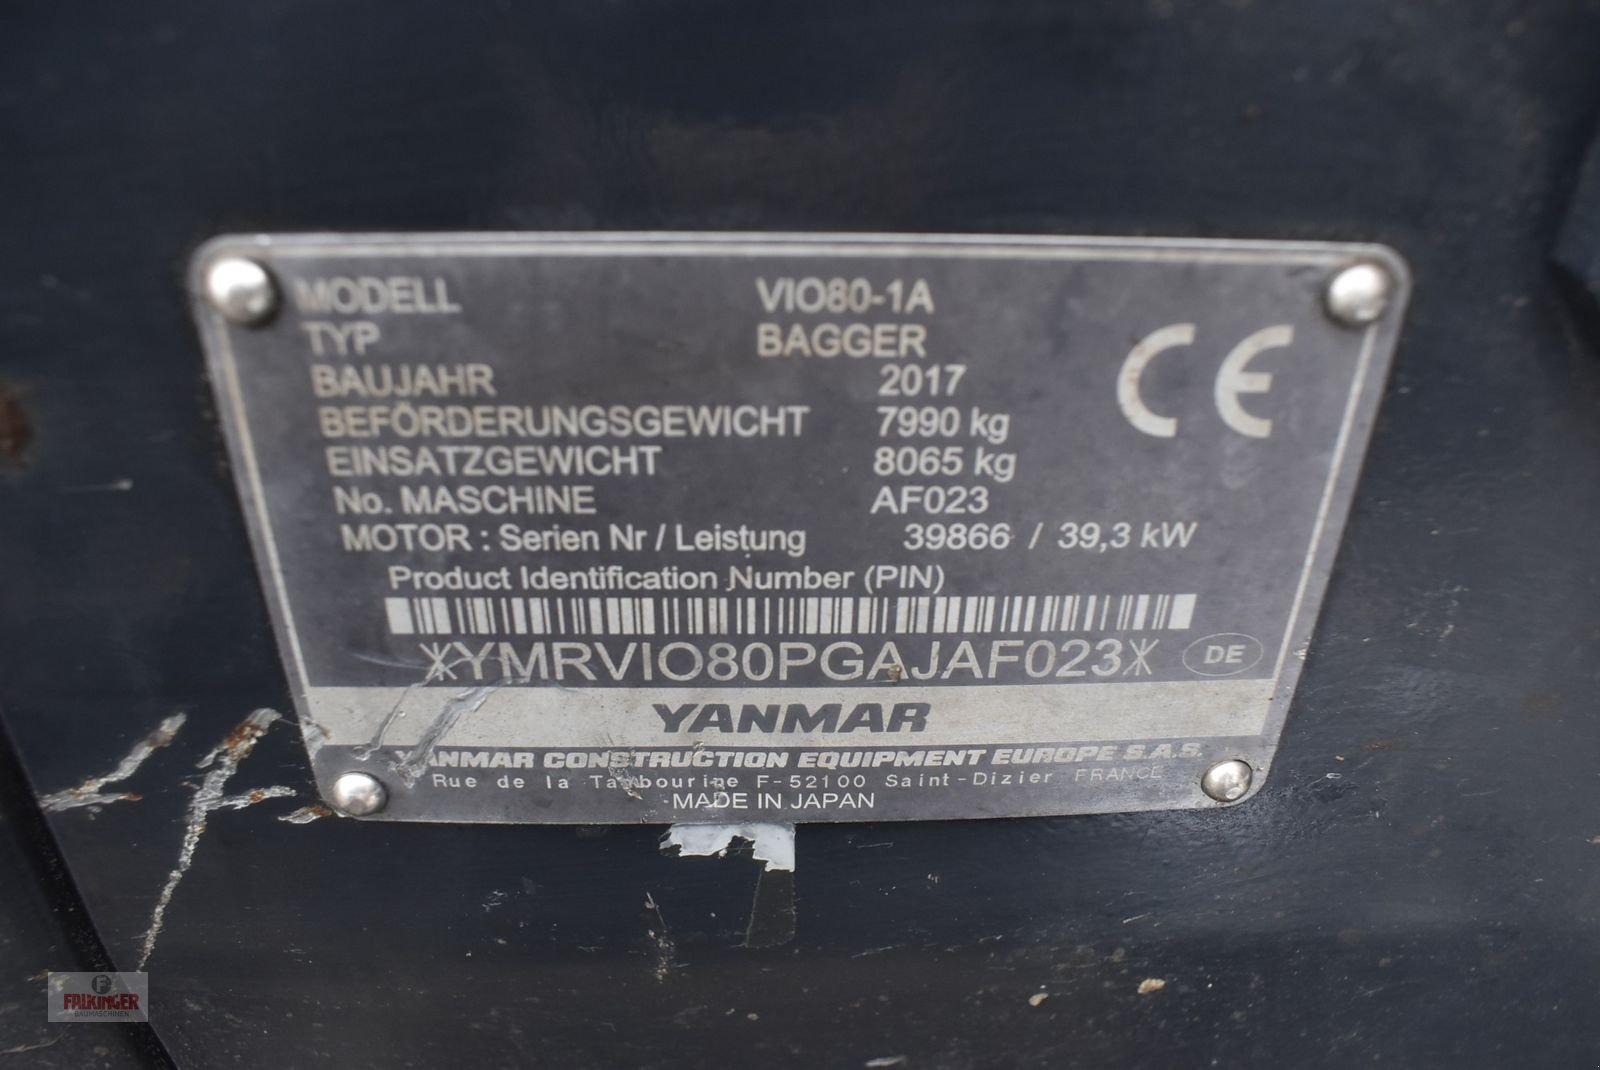 MODELL VIO80-1A
TYP BAGGER
BAUJAHR 2017
BEFÖRDERUNGSGEWICHT 7990 kg
EINSATZGEWICHT 8065 kg
No. MASCHINE AF023
MOTOR : Serien Nr / Leistung 39866 / 39,3 kW
CE
Product Identification Number (PIN)
*YMRVIO80PGAJAF023*
DE
YANMAR
YANMAR CONSTRUCTION EQUIPMENT EUROPE S.A.S.
Rue de la Tambourine F-52100 Saint-Dizier FRANCE
MADE IN JAPAN
F
FALKINGER
BAUMASCHINEN